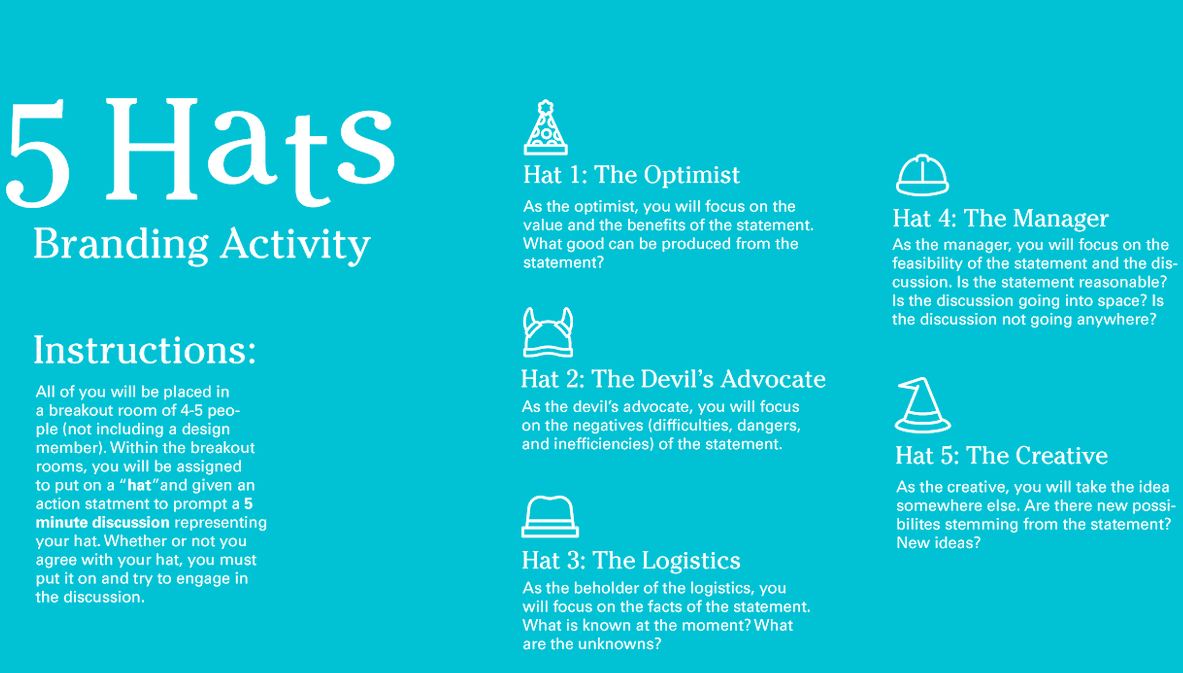 5 Hats
Branding Activity
Instructions:
All of you will be placed in
a breakout room of 4-5 peo-
ple (not including a design
member). Within the breakout
rooms, you will be assigned
to put on a “hat”and given an
action statment to prompt a 5
minute discussion representing
your hat. Whether or not you
agree with your hat, you must
put it on and try to engage in
the discussion.
Hat 1: The Optimist
As the optimist, you will focus on the
value and the benefits of the statement.
What good can be produced from the
statement?
Hat 2: The Devil’s Advocate
As the devil’s advocate, you will focus
on the negatives (difficulties, dangers,
and inefficiencies) of the statement.
Hat 3: The Logistics
As the beholder of the logistics, you
will focus on the facts of the statement.
What is known at the moment? What
are the unknowns?
Hat 4: The Manager
As the manager, you will focus on the
feasibility of the statement and the dis-
cussion. Is the statement reasonable?
Is the discussion going into space? Is
the discussion not going anywhere?
Hat 5: The Creative
As the creative, you will take the idea
somewhere else. Are there new possi-
bilites stemming from the statement?
New ideas?